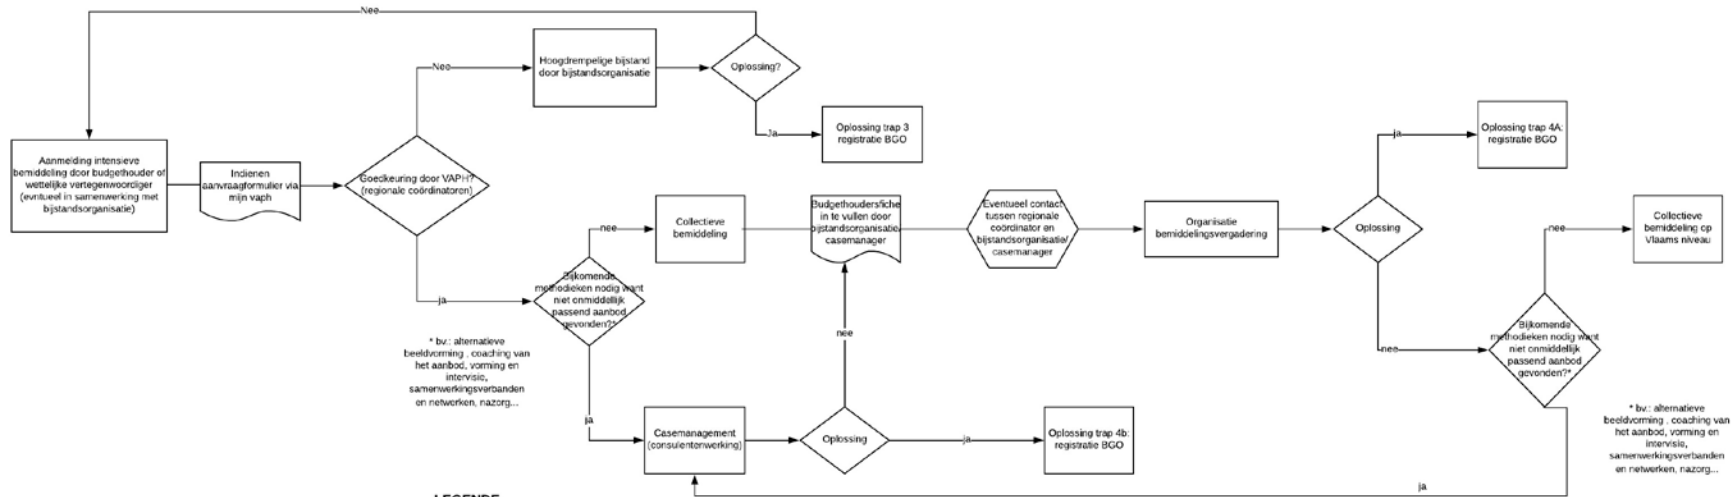 Nee
Hoogdrempelige bijstand
door bijstandsorganisatie
Oplossing?
Nee
Ja
Oplossing trap 3
registratie BGO
Aanmelding intensieve
bemiddeling door budgethouder of
wettelijke vertegenwoordiger
(evntueel in samenwerking met
bijstandsorganisatie)
Indienen
aanvraagformulier via
mijn vaph
Goedkeuring door VAPH?
(regionale coördinatoren)
ja
nee
Bijkomende
methodieken nodig want
niet onmiddellijk
passend aanbod
gevonden?*
* bv.: alternatieve
beeldvorming , coaching van
het aanbod, vorming en
intervisie,
samenwerkingsverbanden
en netwerken, nazorg...
Collectieve
bemiddeling
Budgethoudersfiche
in te vullen door
bijstandsorganisatie/
casemanager
Eventueel contact
tussen regionale
coördinator en
bijstandsorganisatie/
casemanager
Organisatie
bemiddelingsvergadering
Oplossing
ja
Oplossing trap 4A:
registratie BGO
nee
Bijkomende
methodieken nodig want
niet onmiddellijk
passend aanbod
gevonden?*
nee
Collectieve
bemiddeling op
Vlaams niveau
ja
Casemanagement
(consulentenwerking)
Oplossing
nee
ja
Oplossing trap 4b:
registratie BGO
* bv.: alternatieve
beeldvorming , coaching van
het aanbod, vorming en
intervisie,
samenwerkingsverbanden
en netwerken, nazorg...
ja
LEGENDE